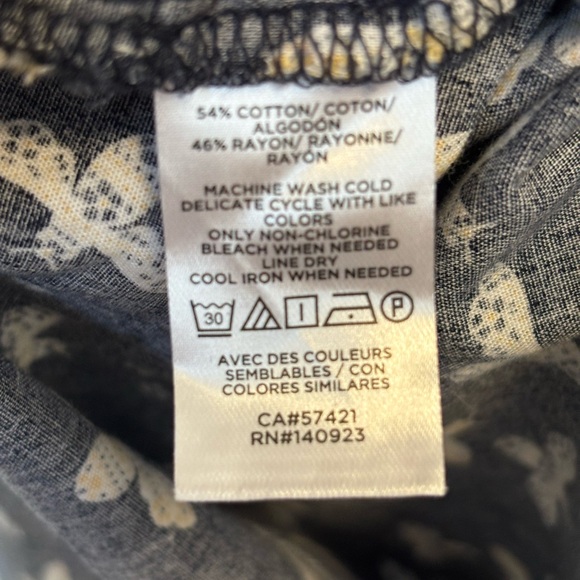 54% COTTON/ COTON/
ALGODÓN
46% RAYON/ RAYONNE/
RAYÓN
MACHINE WASH COLD
DELICATE CYCLE WITH LIKE
COLORS
ONLY NON-CHLORINE
BLEACH WHEN NEEDED
LINE DRY
COOL IRON WHEN NEEDED
30 P
AVEC DES COULEURS
SEMBLABLES / CON
COLORES SIMILARES
CA#57421
RN#140923